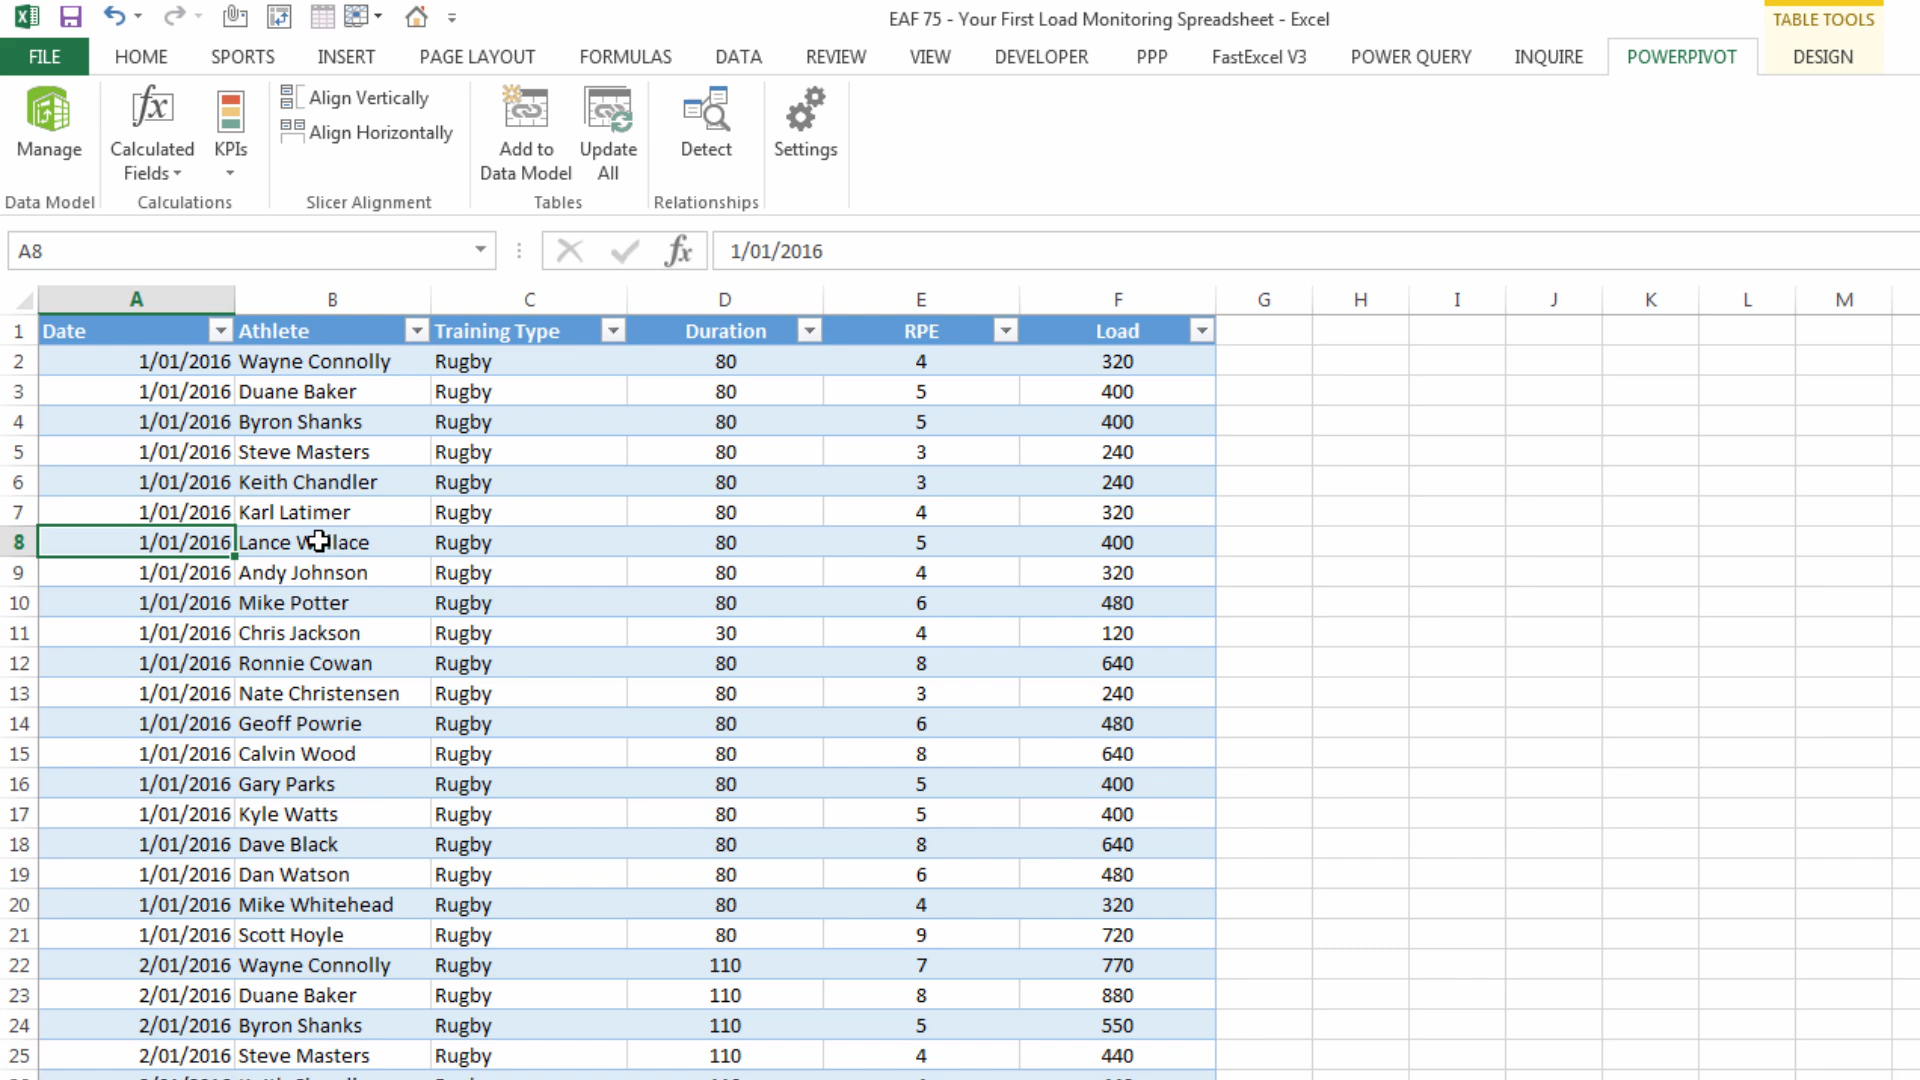 EAF 75 - Your First Load Monitoring Spreadsheet - Excel
TABLE TOOLS
FILE HOME SPORTS INSERT PAGE LAYOUT FORMULAS DATA REVIEW VIEW DEVELOPER PPP FastExcel V3 POWER QUERY INQUIRE POWERPIVOT DESIGN
Manage
Data Model
Calculated Fields
KPIs
Calculations
Align Vertically
Align Horizontally
Slicer Alignment
Add to Data Model
Update All
Tables
Detect
Relationships
Settings
A8 fx 1/01/2016
A B C D E F G H I J K L M
1 Date Athlete Training Type Duration RPE Load
2 1/01/2016 Wayne Connolly Rugby 80 4 320
3 1/01/2016 Duane Baker Rugby 80 5 400
4 1/01/2016 Byron Shanks Rugby 80 5 400
5 1/01/2016 Steve Masters Rugby 80 3 240
6 1/01/2016 Keith Chandler Rugby 80 3 240
7 1/01/2016 Karl Latimer Rugby 80 4 320
8 1/01/2016 Lance Rugby 80 5 400
9 1/01/2016 Andy Johnson Rugby 80 4 320
10 1/01/2016 Mike Potter Rugby 80 6 480
11 1/01/2016 Chris Jackson Rugby 30 4 120
12 1/01/2016 Ronnie Cowan Rugby 80 8 640
13 1/01/2016 Nate Christensen Rugby 80 3 240
14 1/01/2016 Geoff Powrie Rugby 80 6 480
15 1/01/2016 Calvin Wood Rugby 80 8 640
16 1/01/2016 Gary Parks Rugby 80 5 400
17 1/01/2016 Kyle Watts Rugby 80 5 400
18 1/01/2016 Dave Black Rugby 80 8 640
19 1/01/2016 Dan Watson Rugby 80 6 480
20 1/01/2016 Mike Whitehead Rugby 80 4 320
21 1/01/2016 Scott Hoyle Rugby 80 9 720
22 2/01/2016 Wayne Connolly Rugby 110 7 770
23 2/01/2016 Duane Baker Rugby 110 8 880
24 2/01/2016 Byron Shanks Rugby 110 5 550
25 2/01/2016 Steve Masters Rugby 110 4 440